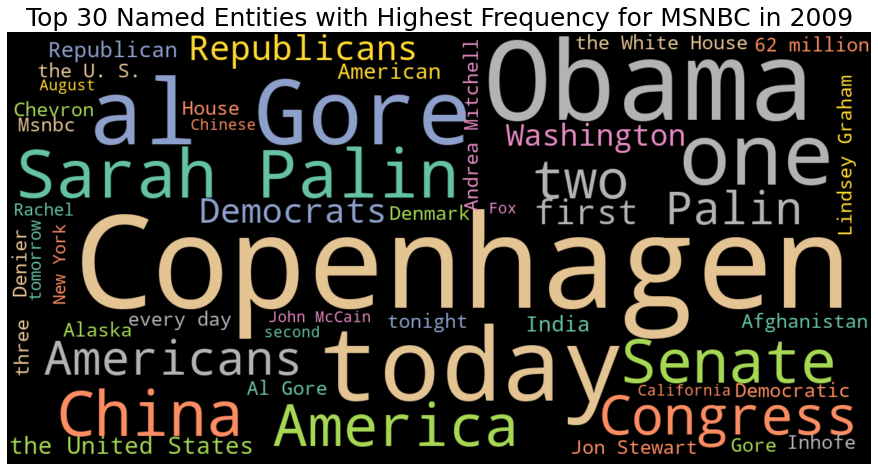 Top 30 Named Entities with Highest Frequency for MSNBC in 2009
Republican
Republicans
the White House
62 million
the U. S.
American
August
Chevron
House
Msnbc
Chinese
al Gore
Obama
Andrea Mitchell
Washington
Lindsey Graham
Sarah Palin
one
two
first
Palin
Rachel
Democrats
Denmark
Fox
Denier
tomorrow
New York
Copenhagen
three
Alaska
every day
John McCain
second
tonight
India
Afghanistan
Americans
today
Senate
Al Gore
California
Democratic
China
America
Congress
the United States
Jon Stewart
Gore
Inhofe